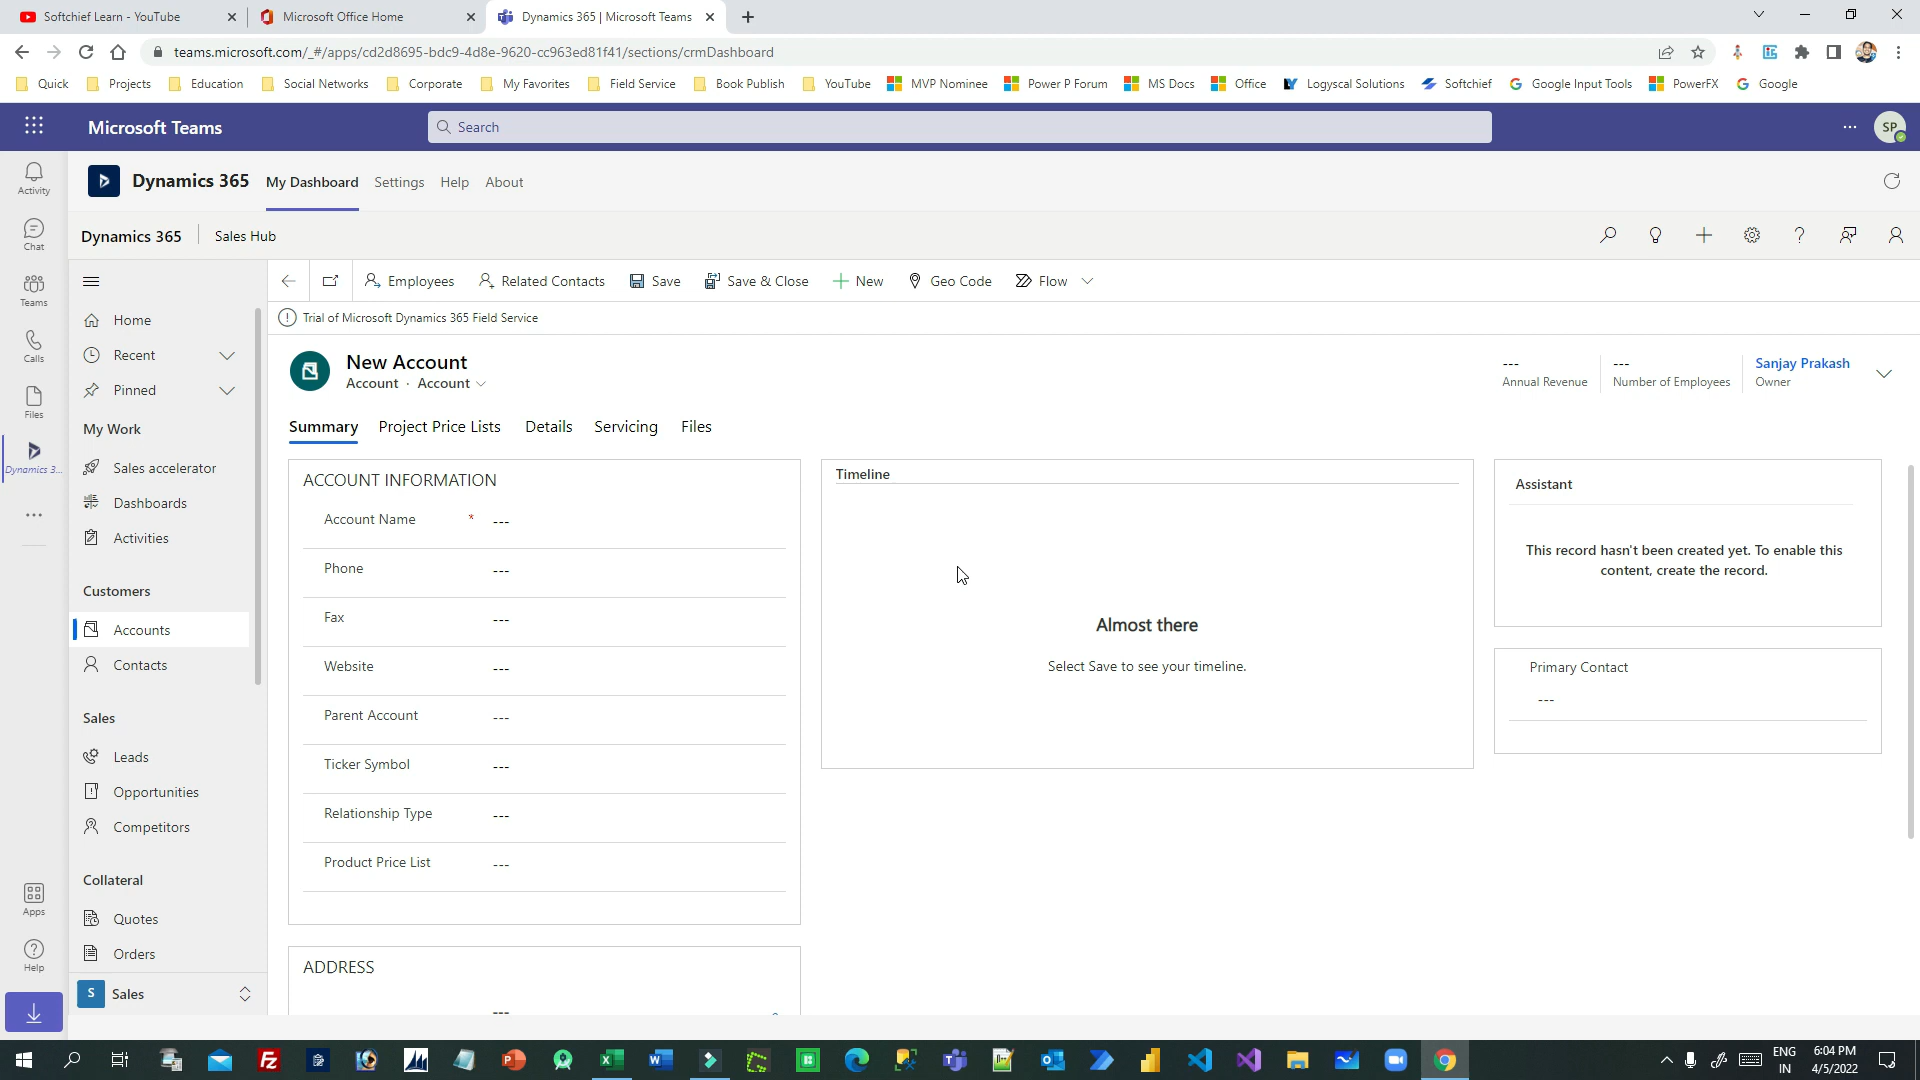 Softchief Learn - YouTube
Microsoft Office Home
Dynamics 365 | Microsoft Teams
teams.microsoft.com/_#/apps/cd2d8695-bdc9-4d8e-9620-cc963ed81f41/sections/crmDashboard
Quick
Projects
Education
Social Networks
Corporate
My Favorites
Field Service
Book Publish
YouTube
MVP Nominee
Power P Forum
MS Docs
Office
Logyscal Solutions
Softchief
Google Input Tools
PowerFX
Google
Microsoft Teams
Search
SP
Activity
Chat
Teams
Calls
Files
Dynamics 3...
Apps
Help
Dynamics 365
My Dashboard
Settings
Help
About
Dynamics 365
Sales Hub
Home
Recent
Pinned
My Work
Sales accelerator
Dashboards
Activities
Customers
Accounts
Contacts
Sales
Leads
Opportunities
Competitors
Collateral
Quotes
Orders
S Sales
Employees
Related Contacts
Save
Save & Close
New
Geo Code
Flow
Trial of Microsoft Dynamics 365 Field Service
New Account
Account · Account
---
Annual Revenue
---
Number of Employees
Sanjay Prakash
Owner
Summary
Project Price Lists
Details
Servicing
Files
ACCOUNT INFORMATION
Account Name * ---
Phone ---
Fax ---
Website ---
Parent Account ---
Ticker Symbol ---
Relationship Type ---
Product Price List ---
ADDRESS
---
Timeline
Almost there
Select Save to see your timeline.
Assistant
This record hasn't been created yet. To enable this
content, create the record.
Primary Contact
---
ENG
IN
6:04 PM
4/5/2022